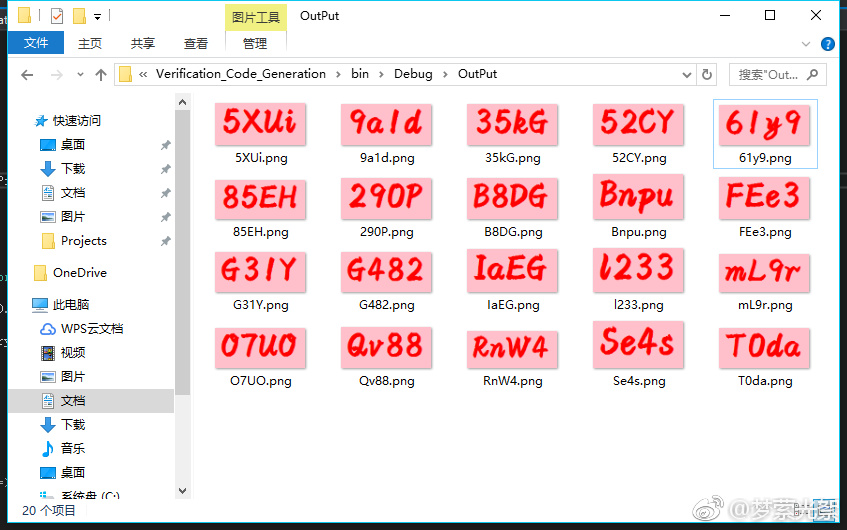 图片工具
OutPut
文件
主页
共享
查看
管理
« Verification_Code_Generation › bin › Debug › OutPut
搜索"Out...
快速访问
桌面
下载
文档
图片
Projects
OneDrive
此电脑
WPS云文档
视频
图片
文档
下载
音乐
桌面
系统盘 (C:)
5XUi 9a1d 35kG 52CY 61y9
5XUi.png 9a1d.png 35kG.png 52CY.png 61y9.png
85EH 290P B8DG Bnpu FEe3
85EH.png 290P.png B8DG.png Bnpu.png FEe3.png
G31Y G482 IaEG l233 mL9r
G31Y.png G482.png IaEG.png l233.png mL9r.png
O7UO Qv88 RnW4 Se4s T0da
O7UO.png Qv88.png RnW4.png Se4s.png T0da.png
20 个项目